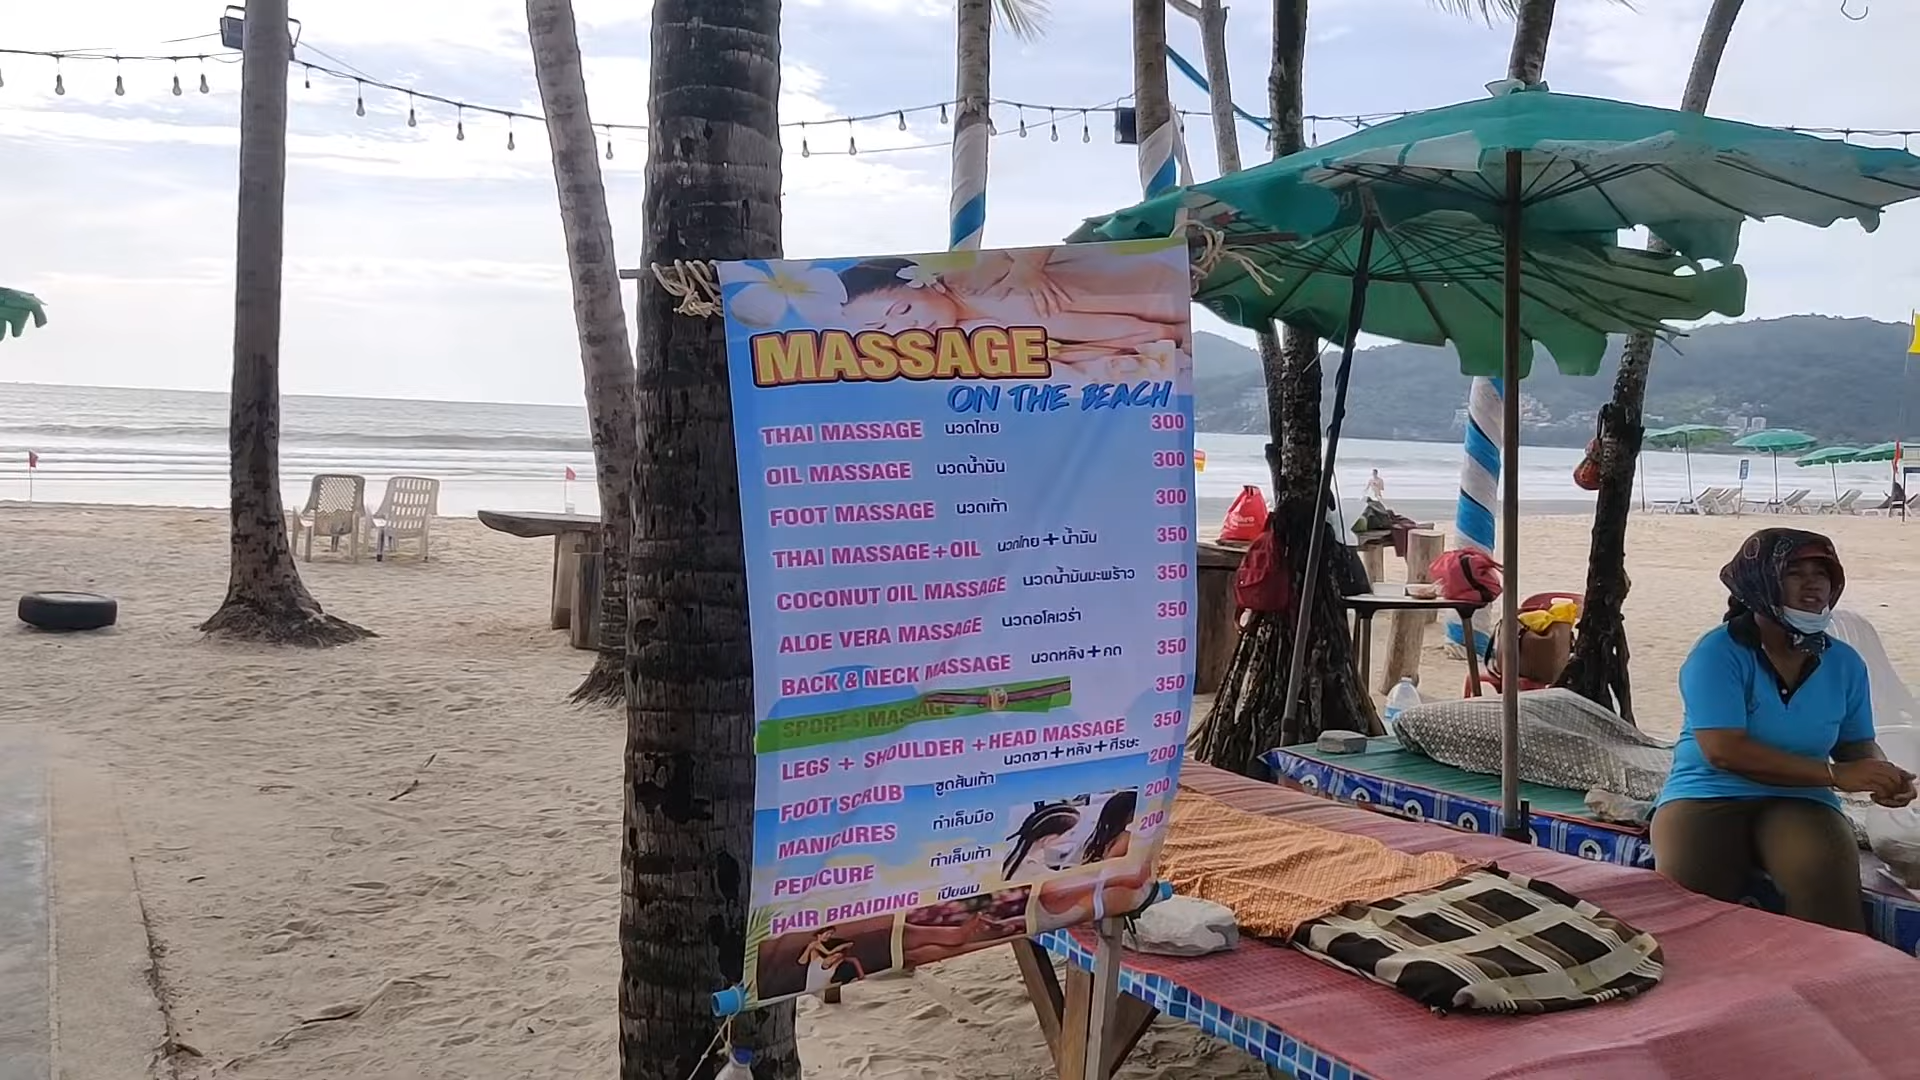 MASSAGE
ON THE BEACH
THAI MASSAGE นวดไทย 300
OIL MASSAGE นวดน้ำมัน 300
FOOT MASSAGE นวดเท้า 300
THAI MASSAGE+OIL นวดไทย+น้ำมัน 350
COCONUT OIL MASSAGE นวดน้ำมันมะพร้าว 350
ALOE VERA MASSAGE นวดอโลเวร่า 350
BACK & NECK MASSAGE นวดหลัง+คต 350
SPORTS MASSAGE 350
LEGS + SHOULDER +HEAD MASSAGE 350
นวดขา+หลัง+ศีรษะ
FOOT SCRUB ขูดส้นเท้า 200
MANICURES ทำเล็บมือ 200
PEDICURE ทำเล็บเท้า 200
HAIR BRAIDING เปียผม